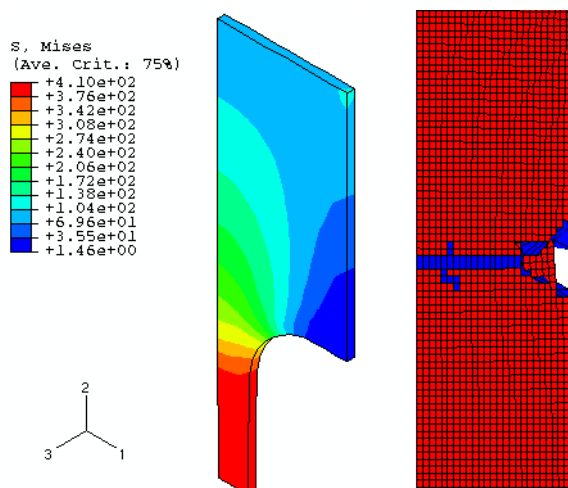 S, Mises
(Ave. Crit.: 75%)
+4.10e+02
+3.76e+02
+3.42e+02
+3.08e+02
+2.74e+02
+2.40e+02
+2.06e+02
+1.72e+02
+1.38e+02
+1.04e+02
+6.96e+01
+3.55e+01
+1.46e+00
2
3
1